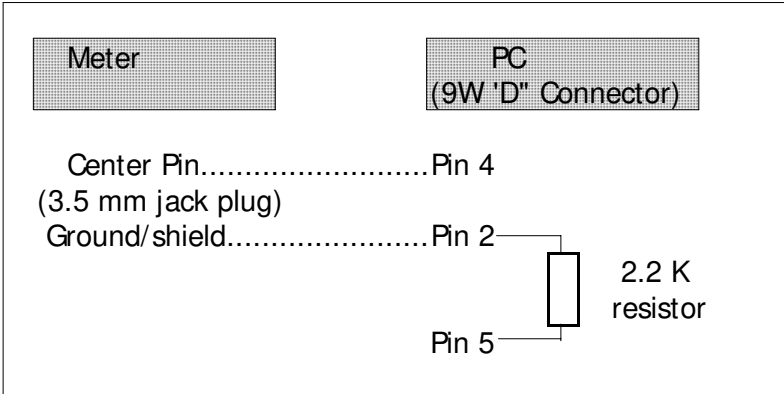 Meter
PC
(9W 'D" Connector)
Center Pin..........................Pin 4
(3.5 mm jack plug)
Ground/shield.......................Pin 2
2.2 K
resistor
Pin 5